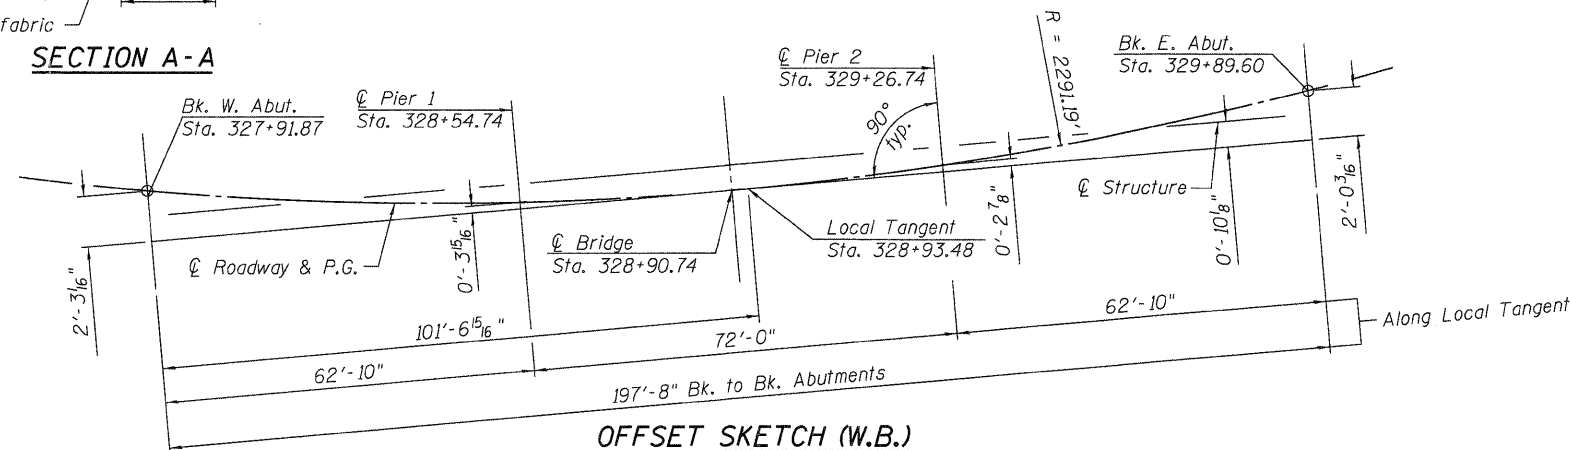 fabric
SECTION A-A
Bk. W. Abut.
Sta. 327+91.87
℄ Pier 1
Sta. 328+54.74
℄ Pier 2
Sta. 329+26.74
90°
typ.
R = 2291.19'
Bk. E. Abut.
Sta. 329+89.60
2'-3 1/16"
℄ Roadway & P.G.
0'-3 15/16"
℄ Bridge
Sta. 328+90.74
Local Tangent
Sta. 328+93.48
0'-2 7/8"
℄ Structure
0'-10 1/8"
2'-0 3/16"
101'-6 15/16"
62'-10"
72'-0"
62'-10"
Along Local Tangent
197'-8" Bk. to Bk. Abutments
OFFSET SKETCH (W.B.)